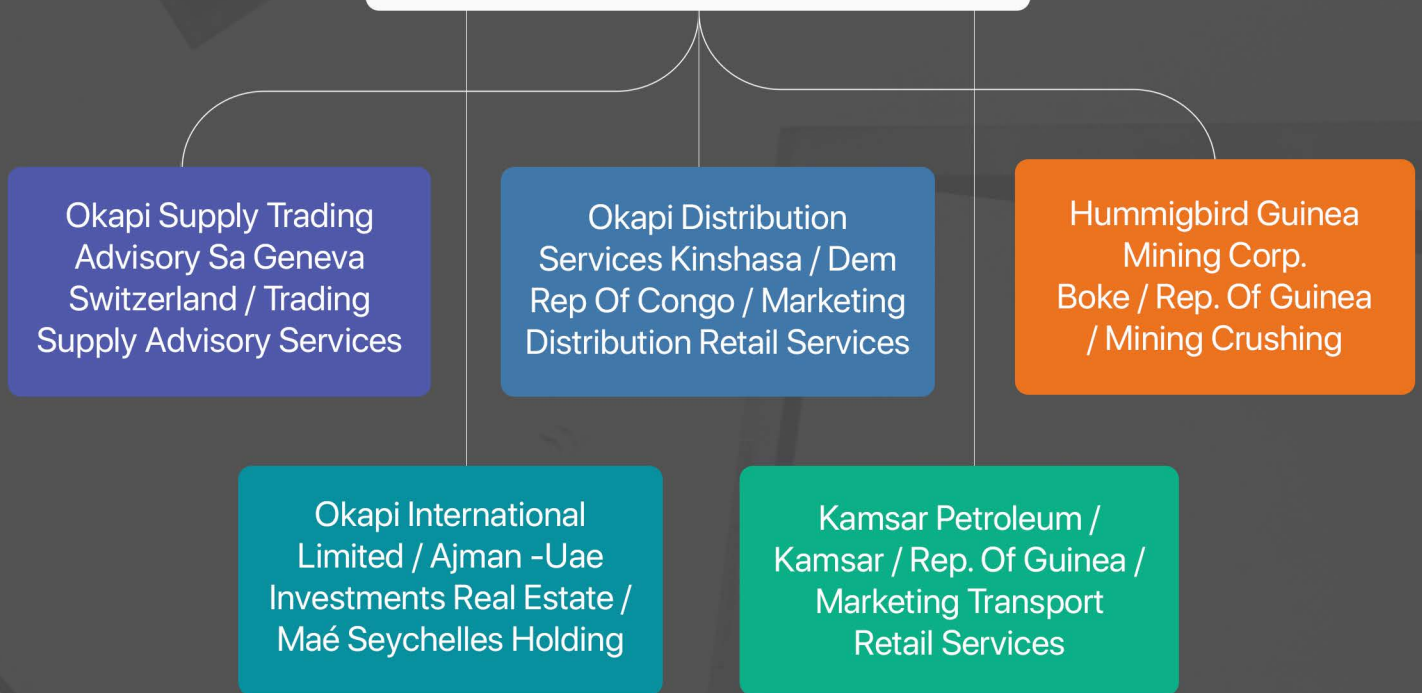 Okapi Supply Trading
Advisory Sa Geneva
Switzerland / Trading
Supply Advisory Services
Okapi Distribution
Services Kinshasa / Dem
Rep Of Congo / Marketing
Distribution Retail Services
Hummigbird Guinea
Mining Corp.
Boke / Rep. Of Guinea
/ Mining Crushing
Okapi International
Limited / Ajman -Uae
Investments Real Estate /
Maé Seychelles Holding
Kamsar Petroleum /
Kamsar / Rep. Of Guinea /
Marketing Transport
Retail Services